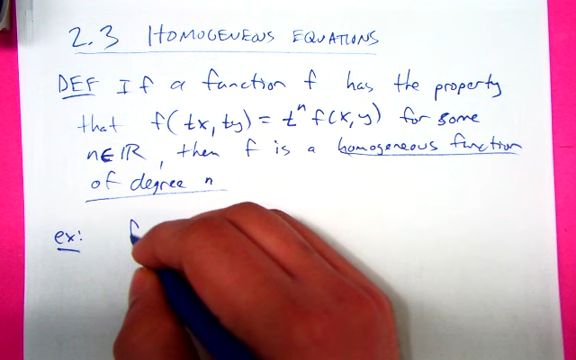 2.3 HOMOGENEOUS EQUATIONS
DEF If a function f has the property
that f(tx, ty) = tⁿ f(x, y) for some
n∈ℝ, then f is a homogeneous function
of degree n
ex: f